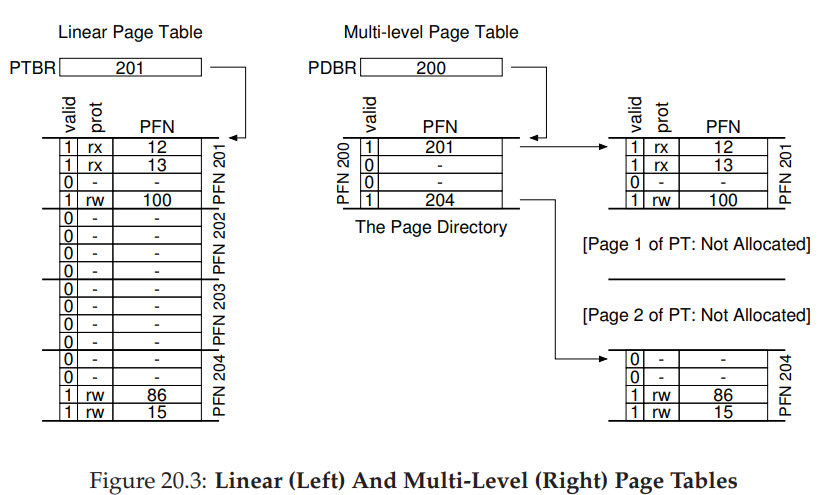 Linear Page Table
PTBR 201
valid prot PFN
1 rx 12
1 rx 13
0 - -
1 rw 100
PFN 201
0 - -
0 - -
0 - -
0 - -
PFN 202
0 - -
0 - -
0 - -
0 - -
PFN 203
0 - -
0 - -
1 rw 86
1 rw 15
PFN 204
Multi-level Page Table
PDBR 200
valid PFN
PFN 200
1 201
0 -
0 -
1 204
The Page Directory
valid prot PFN
1 rx 12
1 rx 13
0 - -
1 rw 100
PFN 201
[Page 1 of PT: Not Allocated]
[Page 2 of PT: Not Allocated]
0 - -
0 - -
1 rw 86
1 rw 15
PFN 204
Figure 20.3: Linear (Left) And Multi-Level (Right) Page Tables